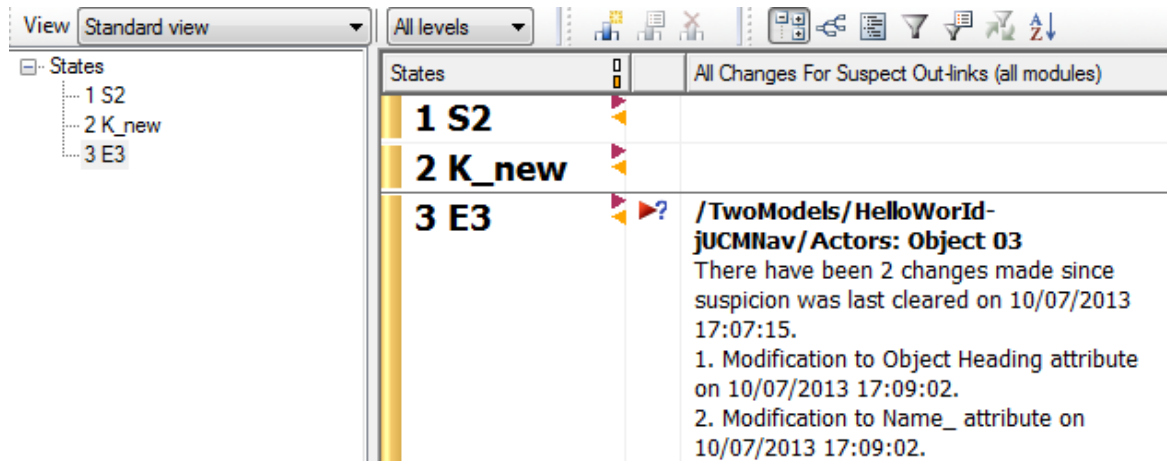 View Standard view All levels
States
1 S2
2 K_new
3 E3
States All Changes For Suspect Out-links (all modules)
1 S2
2 K_new
3 E3
/TwoModels/HelloWorld-
jUCMNav/Actors: Object 03
There have been 2 changes made since
suspicion was last cleared on 10/07/2013
17:07:15.
1. Modification to Object Heading attribute
on 10/07/2013 17:09:02.
2. Modification to Name_ attribute on
10/07/2013 17:09:02.